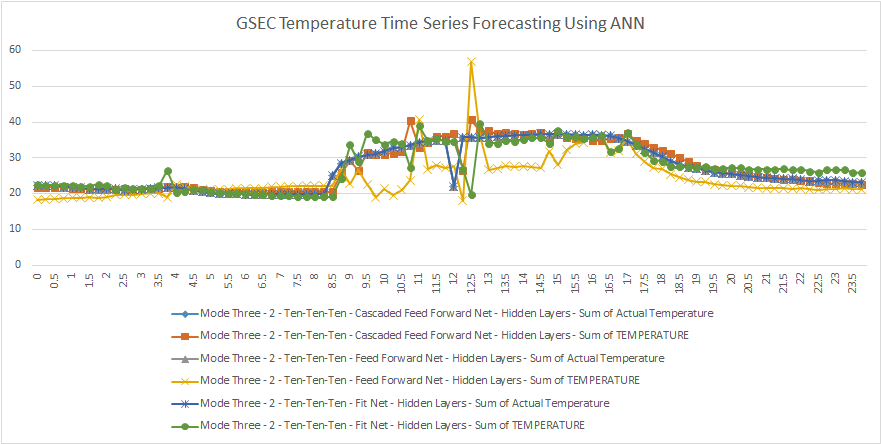 GSEC Temperature Time Series Forecasting Using ANN
60
50
40
30
20
10
0
0 0.5 1 1.5 2 2.5 3 3.5 4 4.5 5 5.5 6 6.5 7 7.5 8 8.5 9 9.5 10 10.5 11 11.5 12 12.5 13 13.5 14 14.5 15 15.5 16 16.5 17 17.5 18 18.5 19 19.5 20 20.5 21 21.5 22 22.5 23 23.5
Mode Three - 2 - Ten-Ten-Ten - Cascaded Feed Forward Net - Hidden Layers - Sum of Actual Temperature
Mode Three - 2 - Ten-Ten-Ten - Cascaded Feed Forward Net - Hidden Layers - Sum of TEMPERATURE
Mode Three - 2 - Ten-Ten-Ten - Feed Forward Net - Hidden Layers - Sum of Actual Temperature
Mode Three - 2 - Ten-Ten-Ten - Feed Forward Net - Hidden Layers - Sum of TEMPERATURE
Mode Three - 2 - Ten-Ten-Ten - Fit Net - Hidden Layers - Sum of Actual Temperature
Mode Three - 2 - Ten-Ten-Ten - Fit Net - Hidden Layers - Sum of TEMPERATURE